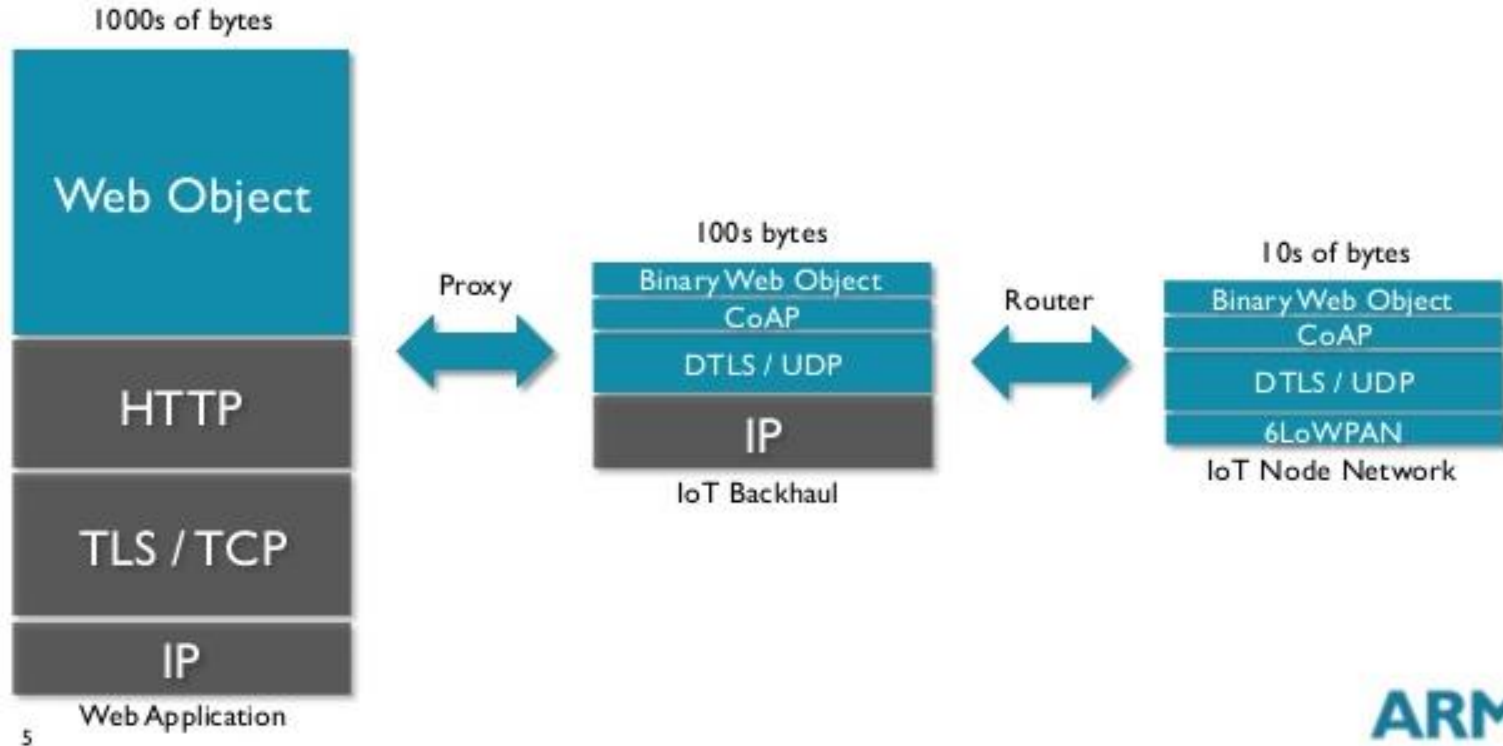 1000s of bytes
Web Object
HTTP
TLS / TCP
IP
Web Application
Proxy
100s bytes
Binary Web Object
CoAP
DTLS / UDP
IP
IoT Backhaul
Router
10s of bytes
Binary Web Object
CoAP
DTLS / UDP
6LoWPAN
IoT Node Network
5
ARM